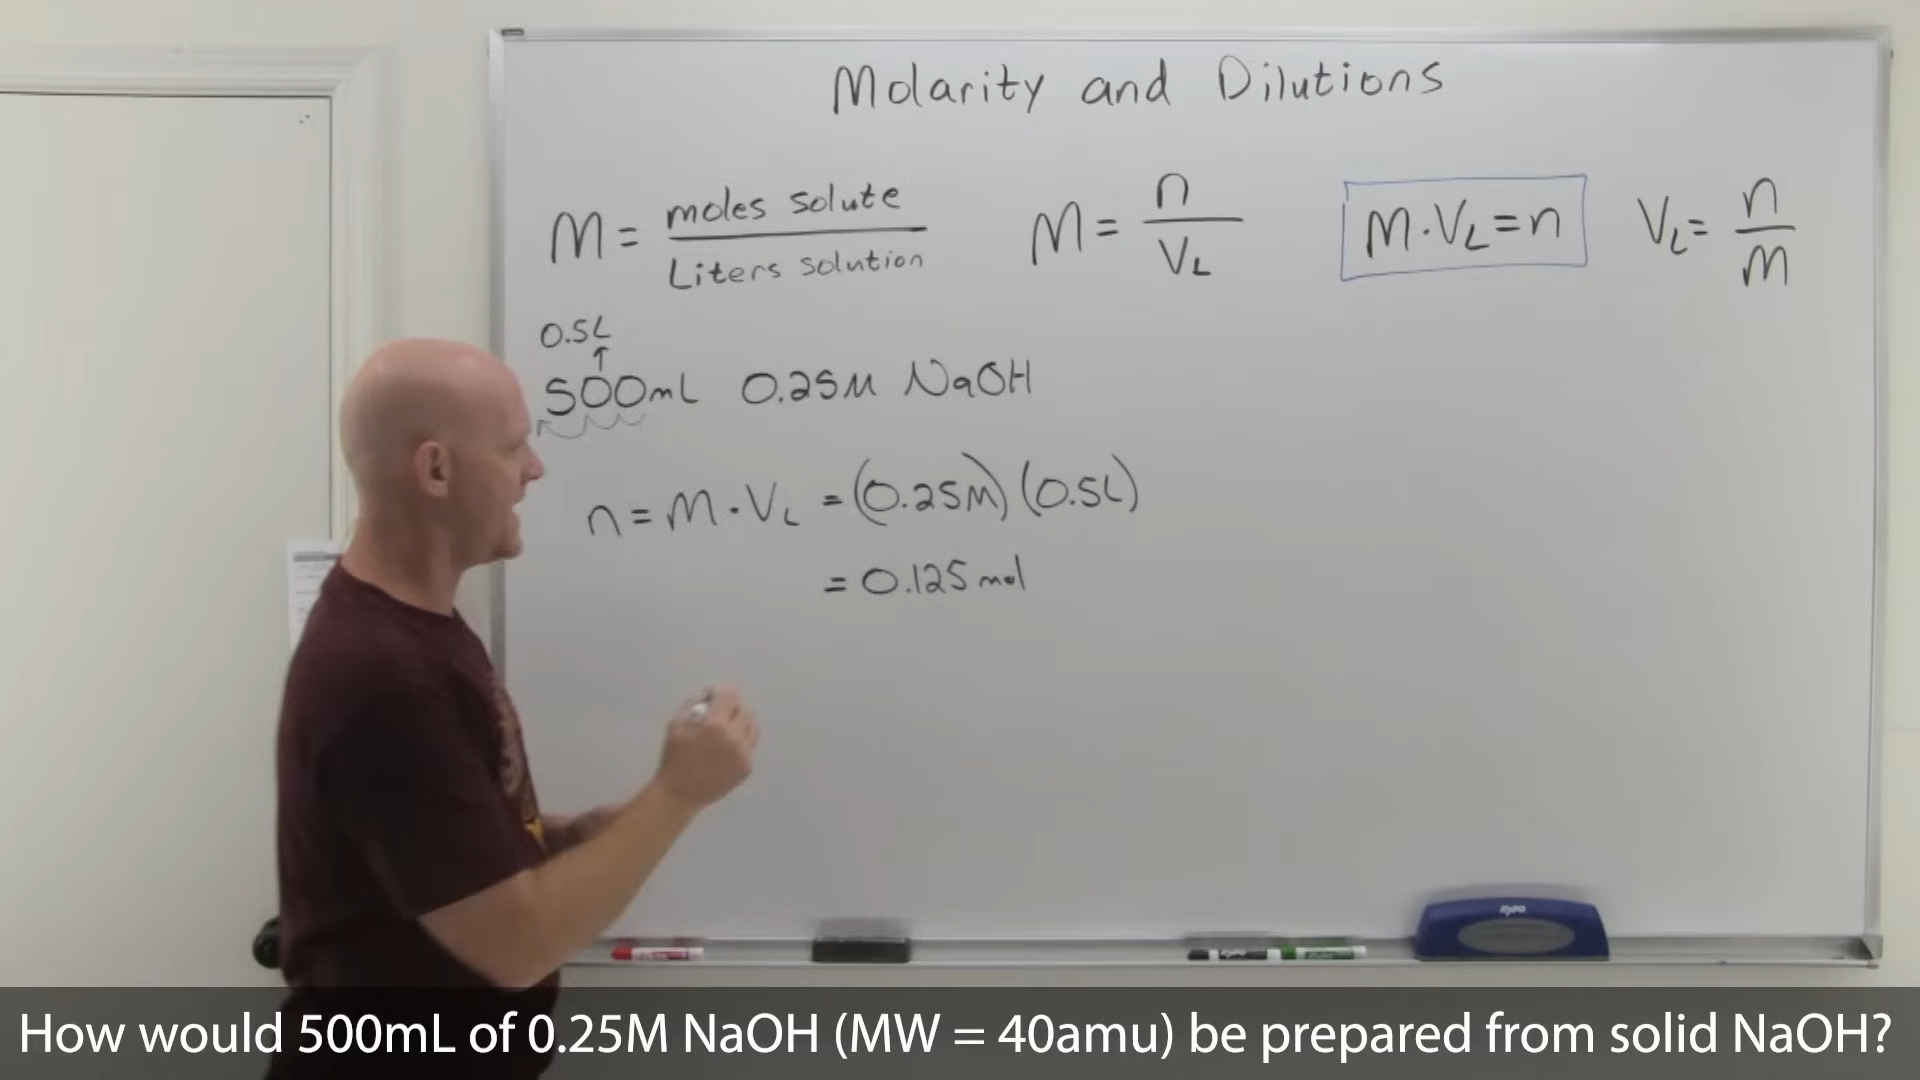 Molarity and Dilutions
M = moles solute / Liters solution
M = n / VL
M·VL=n
VL= n / M
0.5L
↑
500mL 0.25M NaOH
n = M·VL = (0.25M)(0.5L)
= 0.125 mol
expo
How would 500mL of 0.25M NaOH (MW = 40amu) be prepared from solid NaOH?